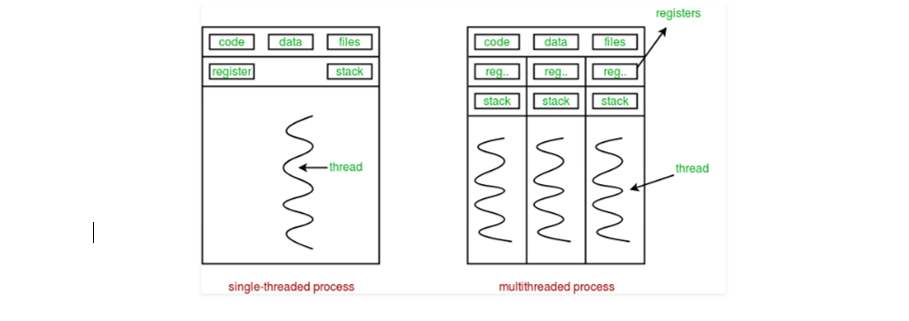 registers
code data files
code data files
register stack
reg.. reg.. reg..
stack stack stack
thread
thread
single-threaded process
multithreaded process